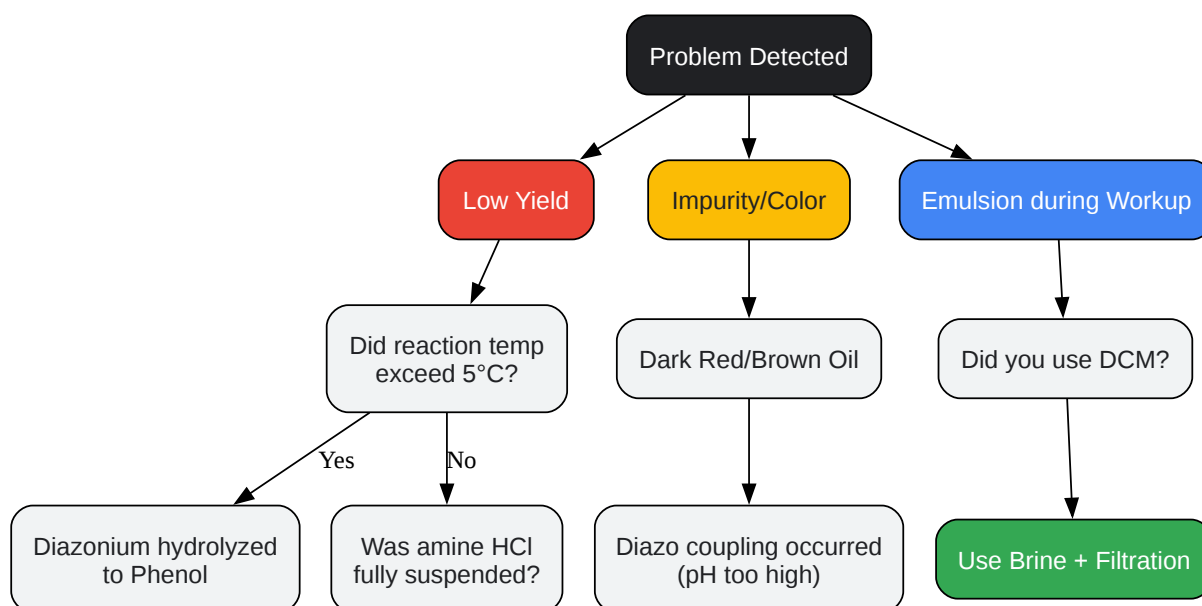 Problem Detected
Low Yield
Impurity/Color
Emulsion during Workup
Did reaction temp
exceed 5°C?
Dark Red/Brown Oil
Did you use DCM?
Yes
No
Diazonium hydrolyzed
to Phenol
Was amine HCl
fully suspended?
Diazo coupling occurred
(pH too high)
Use Brine + Filtration